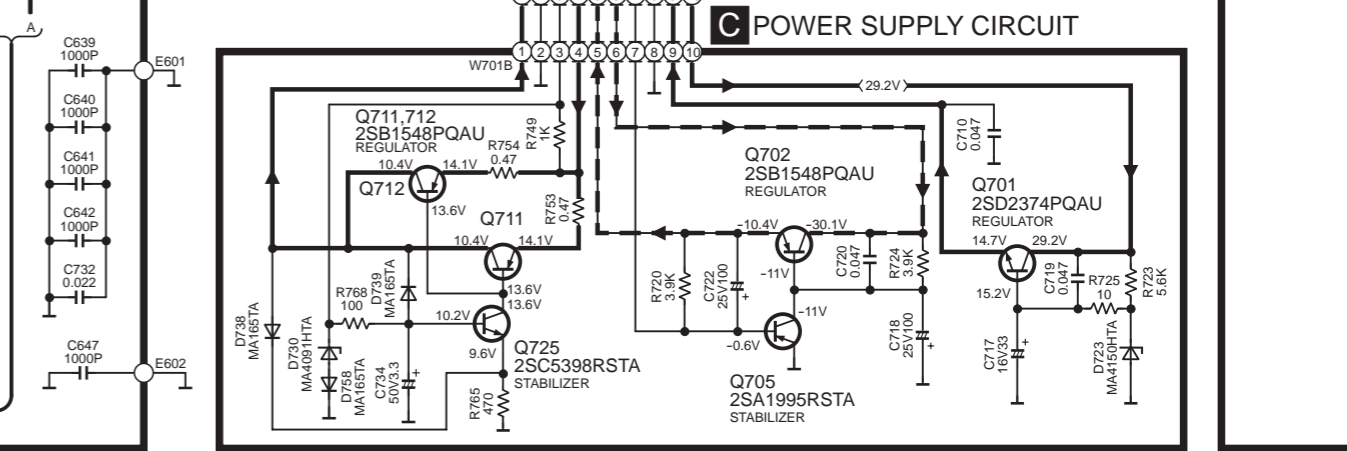 A
C639
1000P
E601
C640
1000P
C641
1000P
C642
1000P
C732
0.022
C647
1000P
E602
C POWER SUPPLY CIRCUIT
W701B
1 2 3 4 5 6 7 8 9 10
29.2V
Q711,712
2SB1548PQAU
REGULATOR
R749
1K
R754
0.47
10.4V
14.1V
Q712
13.6V
R753
0.47
Q711
10.4V
14.1V
13.6V
13.6V
D739
MA165TA
R768
100
10.2V
9.6V
Q725
2SC5398RSTA
STABILIZER
D738
MA165TA
D730
MA4091HTA
D758
MA165TA
C734
50V3.3
+
R765
470
Q702
2SB1548PQAU
REGULATOR
–10.4V
–30.1V
–11V
R720
3.9K
C722
25V100
+
C720
0.047
R724
3.9K
–11V
–0.6V
C718
25V100
+
Q705
2SA1995RSTA
STABILIZER
C710
0.047
Q701
2SD2374PQAU
REGULATOR
14.7V
29.2V
15.2V
C719
0.047
R725
10
R723
5.6K
C717
16V33
+
D723
MA4150HTA